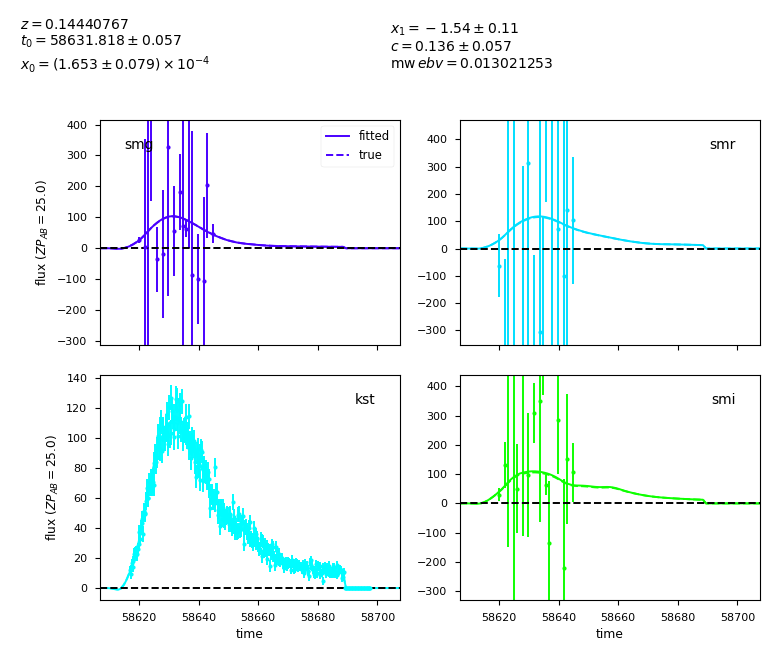 z = 0.14440767
t₀ = 58631.818 ± 0.057
x₀ = (1.653 ± 0.079) × 10⁻⁴
x₁ = −1.54 ± 0.11
c = 0.136 ± 0.057
mw ebv = 0.013021253
smg
fitted
true
flux (ZP_AB = 25.0)
400
300
200
100
0
−100
−200
−300
smr
400
300
200
100
0
−100
−200
−300
kst
flux (ZP_AB = 25.0)
140
120
100
80
60
40
20
0
58620 58640 58660 58680 58700
time
smi
400
300
200
100
0
−100
−200
−300
58620 58640 58660 58680 58700
time